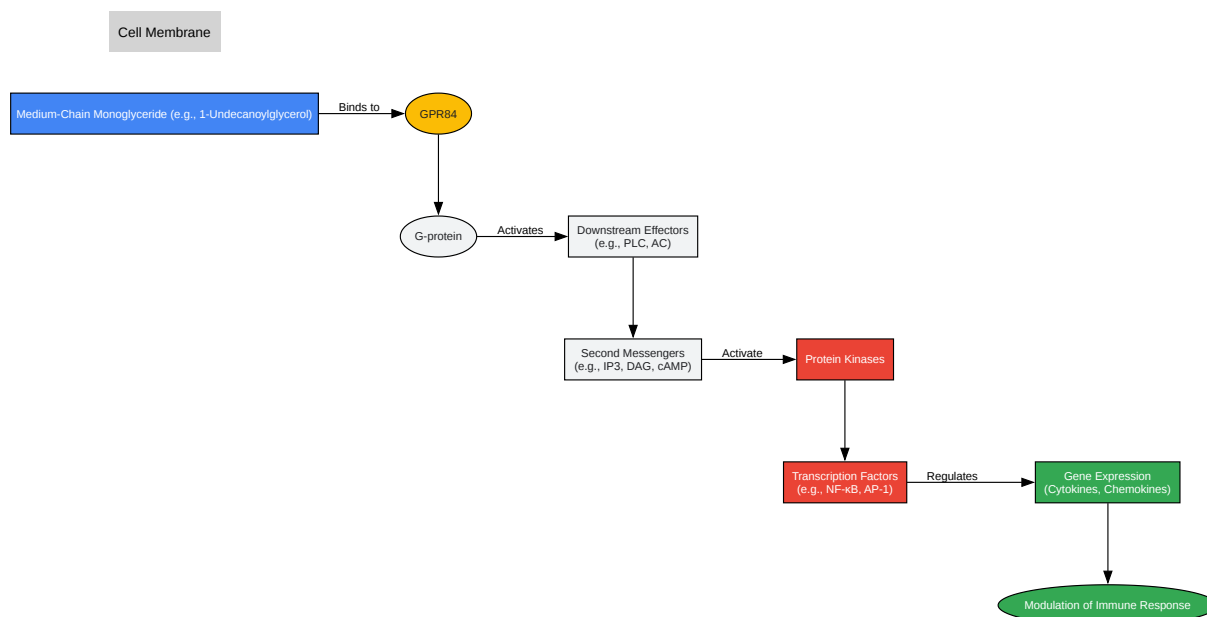 Cell Membrane
Medium-Chain Monoglyceride (e.g., 1-Undecanoylglycerol)
Binds to
GPR84
G-protein
Activates
Downstream Effectors
(e.g., PLC, AC)
Second Messengers
(e.g., IP3, DAG, cAMP)
Activate
Protein Kinases
Transcription Factors
(e.g., NF-κB, AP-1)
Regulates
Gene Expression
(Cytokines, Chemokines)
Modulation of Immune Response